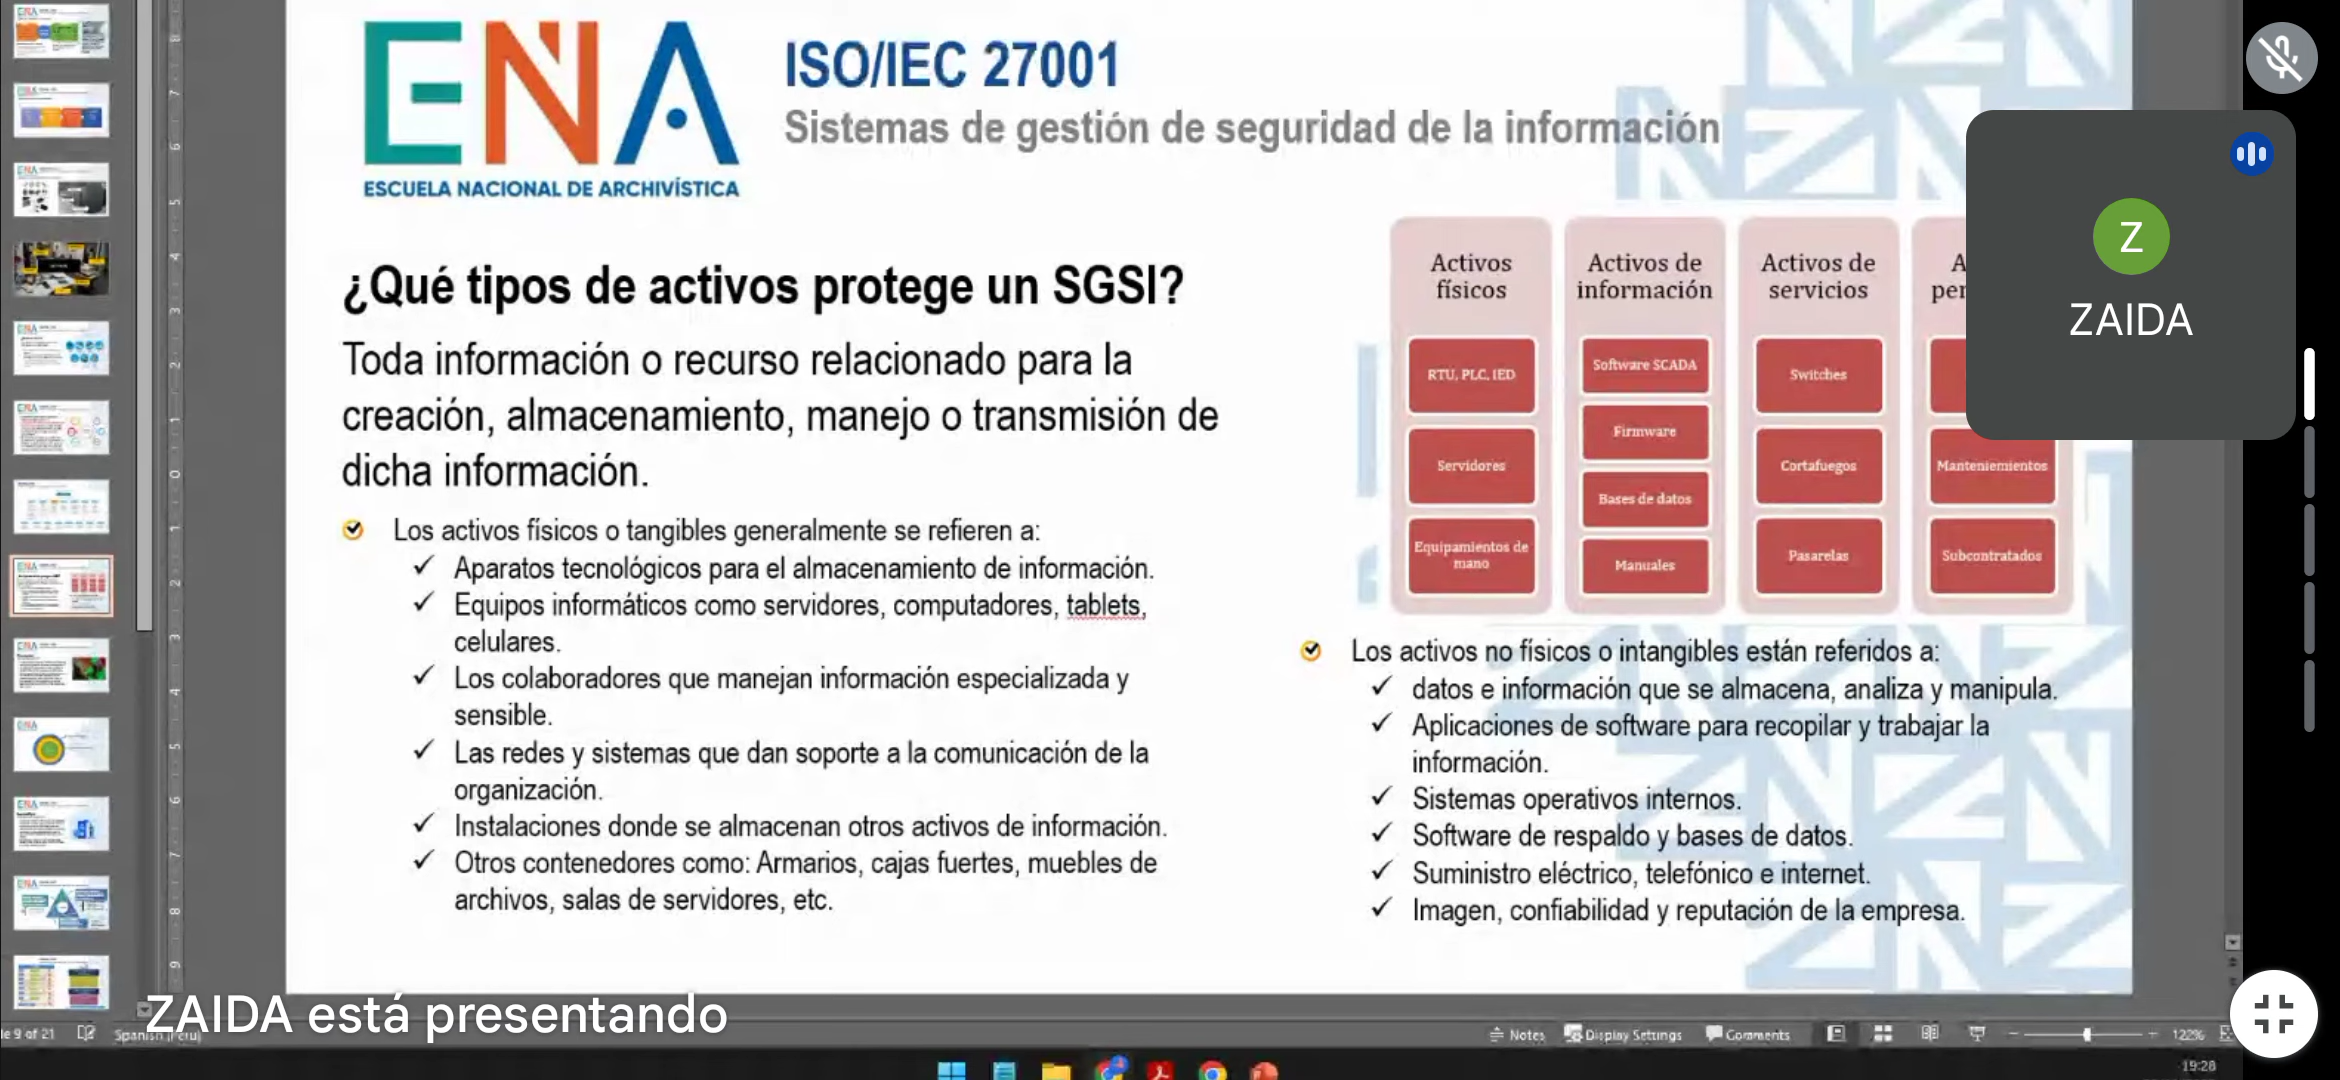 ENA
ESCUELA NACIONAL DE ARCHIVÍSTICA
ISO/IEC 27001
Sistemas de gestión de seguridad de la información
¿Qué tipos de activos protege un SGSI?
Toda información o recurso relacionado para la
creación, almacenamiento, manejo o transmisión de
dicha información.
Los activos físicos o tangibles generalmente se refieren a:
Aparatos tecnológicos para el almacenamiento de información.
Equipos informáticos como servidores, computadores, tablets,
celulares.
Los colaboradores que manejan información especializada y
sensible.
Las redes y sistemas que dan soporte a la comunicación de la
organización.
Instalaciones donde se almacenan otros activos de información.
Otros contenedores como: Armarios, cajas fuertes, muebles de
archivos, salas de servidores, etc.
Activos
físicos
RTU, PLC, IED
Servidores
Equipamientos de
mano
Activos de
información
Software SCADA
Firmware
Bases de datos
Manuales
Activos de
servicios
Switches
Cortafuegos
Pasarelas
Manteniemientos
Subcontratados
Los activos no físicos o intangibles están referidos a:
datos e información que se almacena, analiza y manipula.
Aplicaciones de software para recopilar y trabajar la
información.
Sistemas operativos internos.
Software de respaldo y bases de datos.
Suministro eléctrico, telefónico e internet.
Imagen, confiabilidad y reputación de la empresa.
Z
ZAIDA
ZAIDA está presentando
9 of 21
Spanish (Peru)
Notes
Display Settings
Comments
122%
19:28